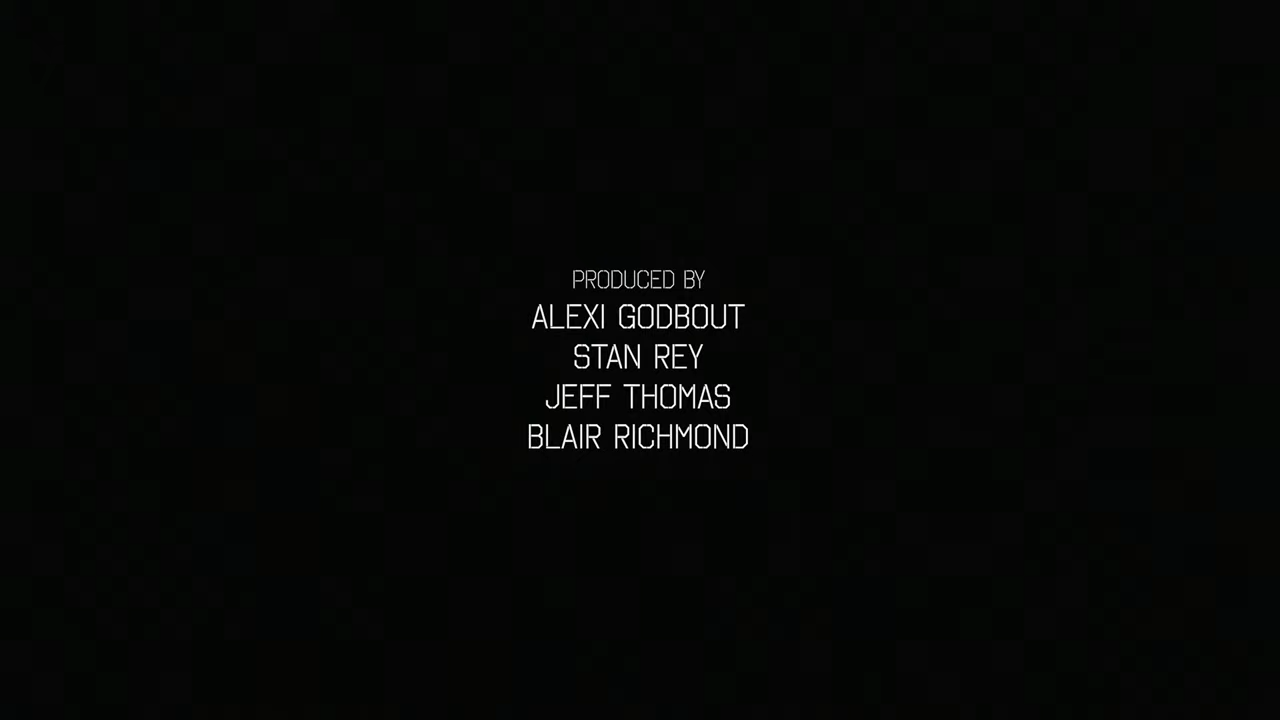 PRODUCED BY
ALEXI GODBOUT
STAN REY
JEFF THOMAS
BLAIR RICHMOND